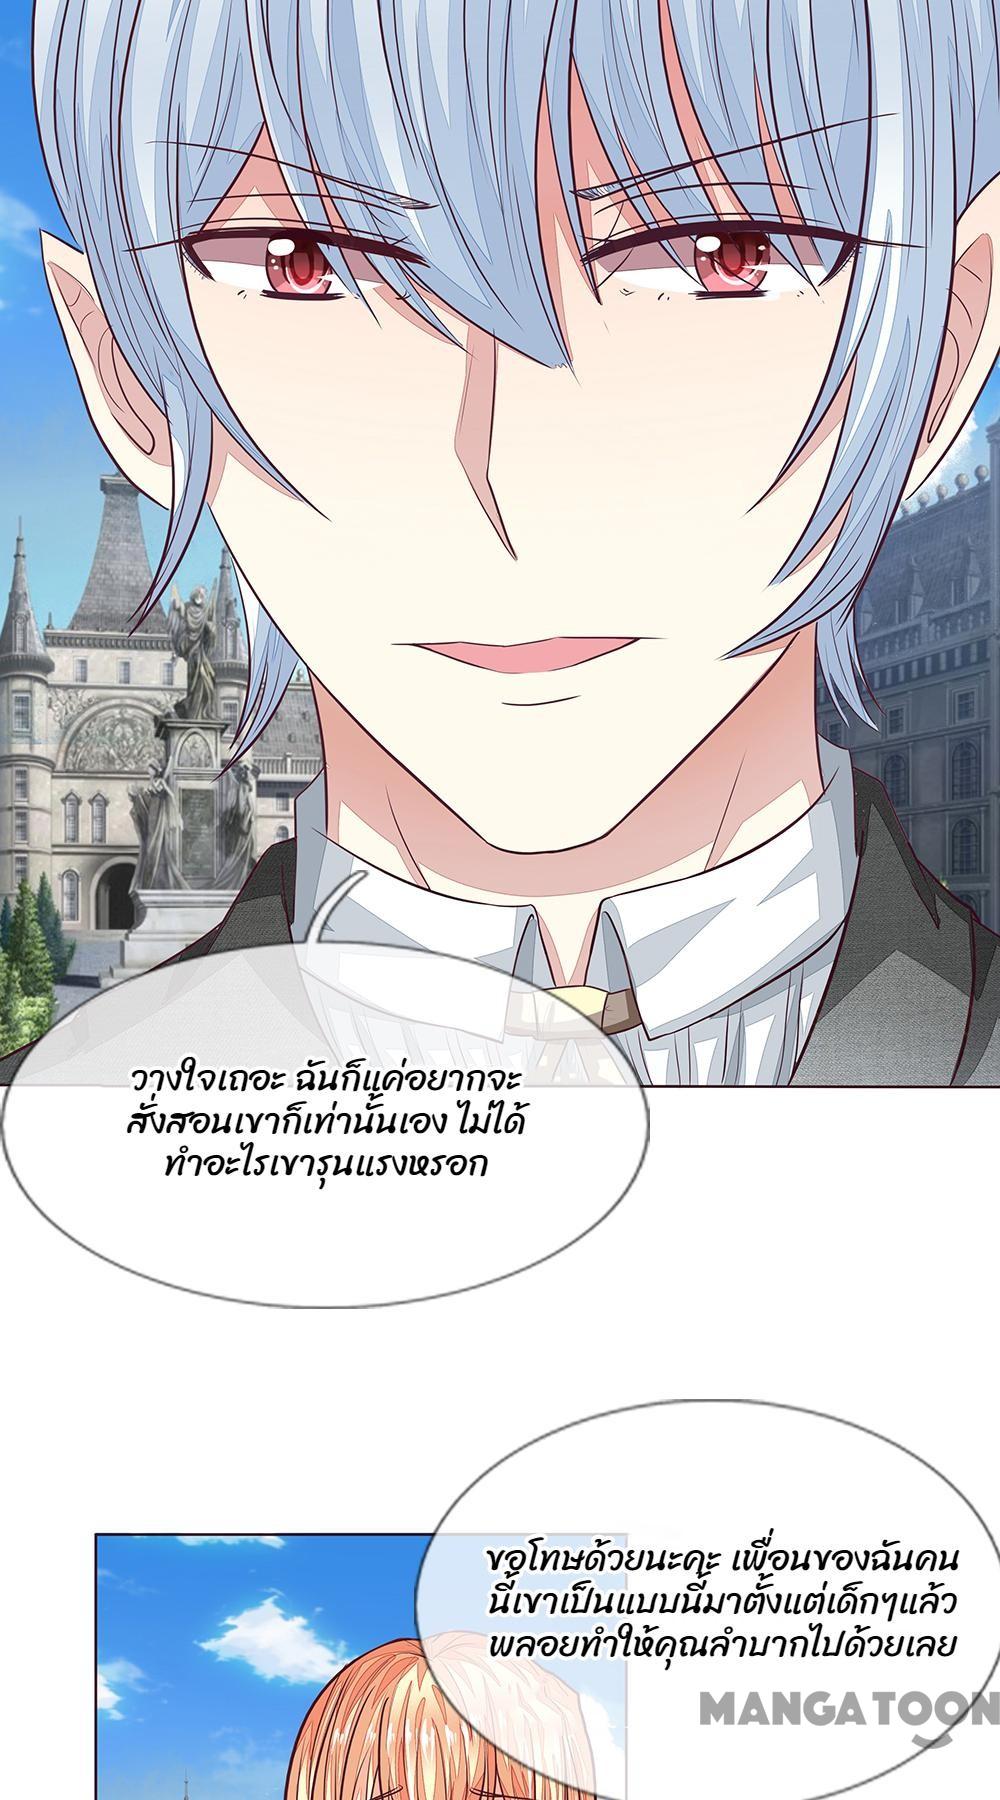 วางใจเถอะ ฉันก็แค่อยากจะ
สั่งสอนเขาก็เท่านั้นเอง ไม่ได้
ทำอะไรเขารุนแรงหรอก
ขอโทษด้วยนะคะ เพื่อนของฉันคน
นี้เขาเป็นแบบนี้มาตั้งแต่เด็กๆแล้ว
พลอยทำให้คุณลำบากไปด้วยเลย
MANGATOON